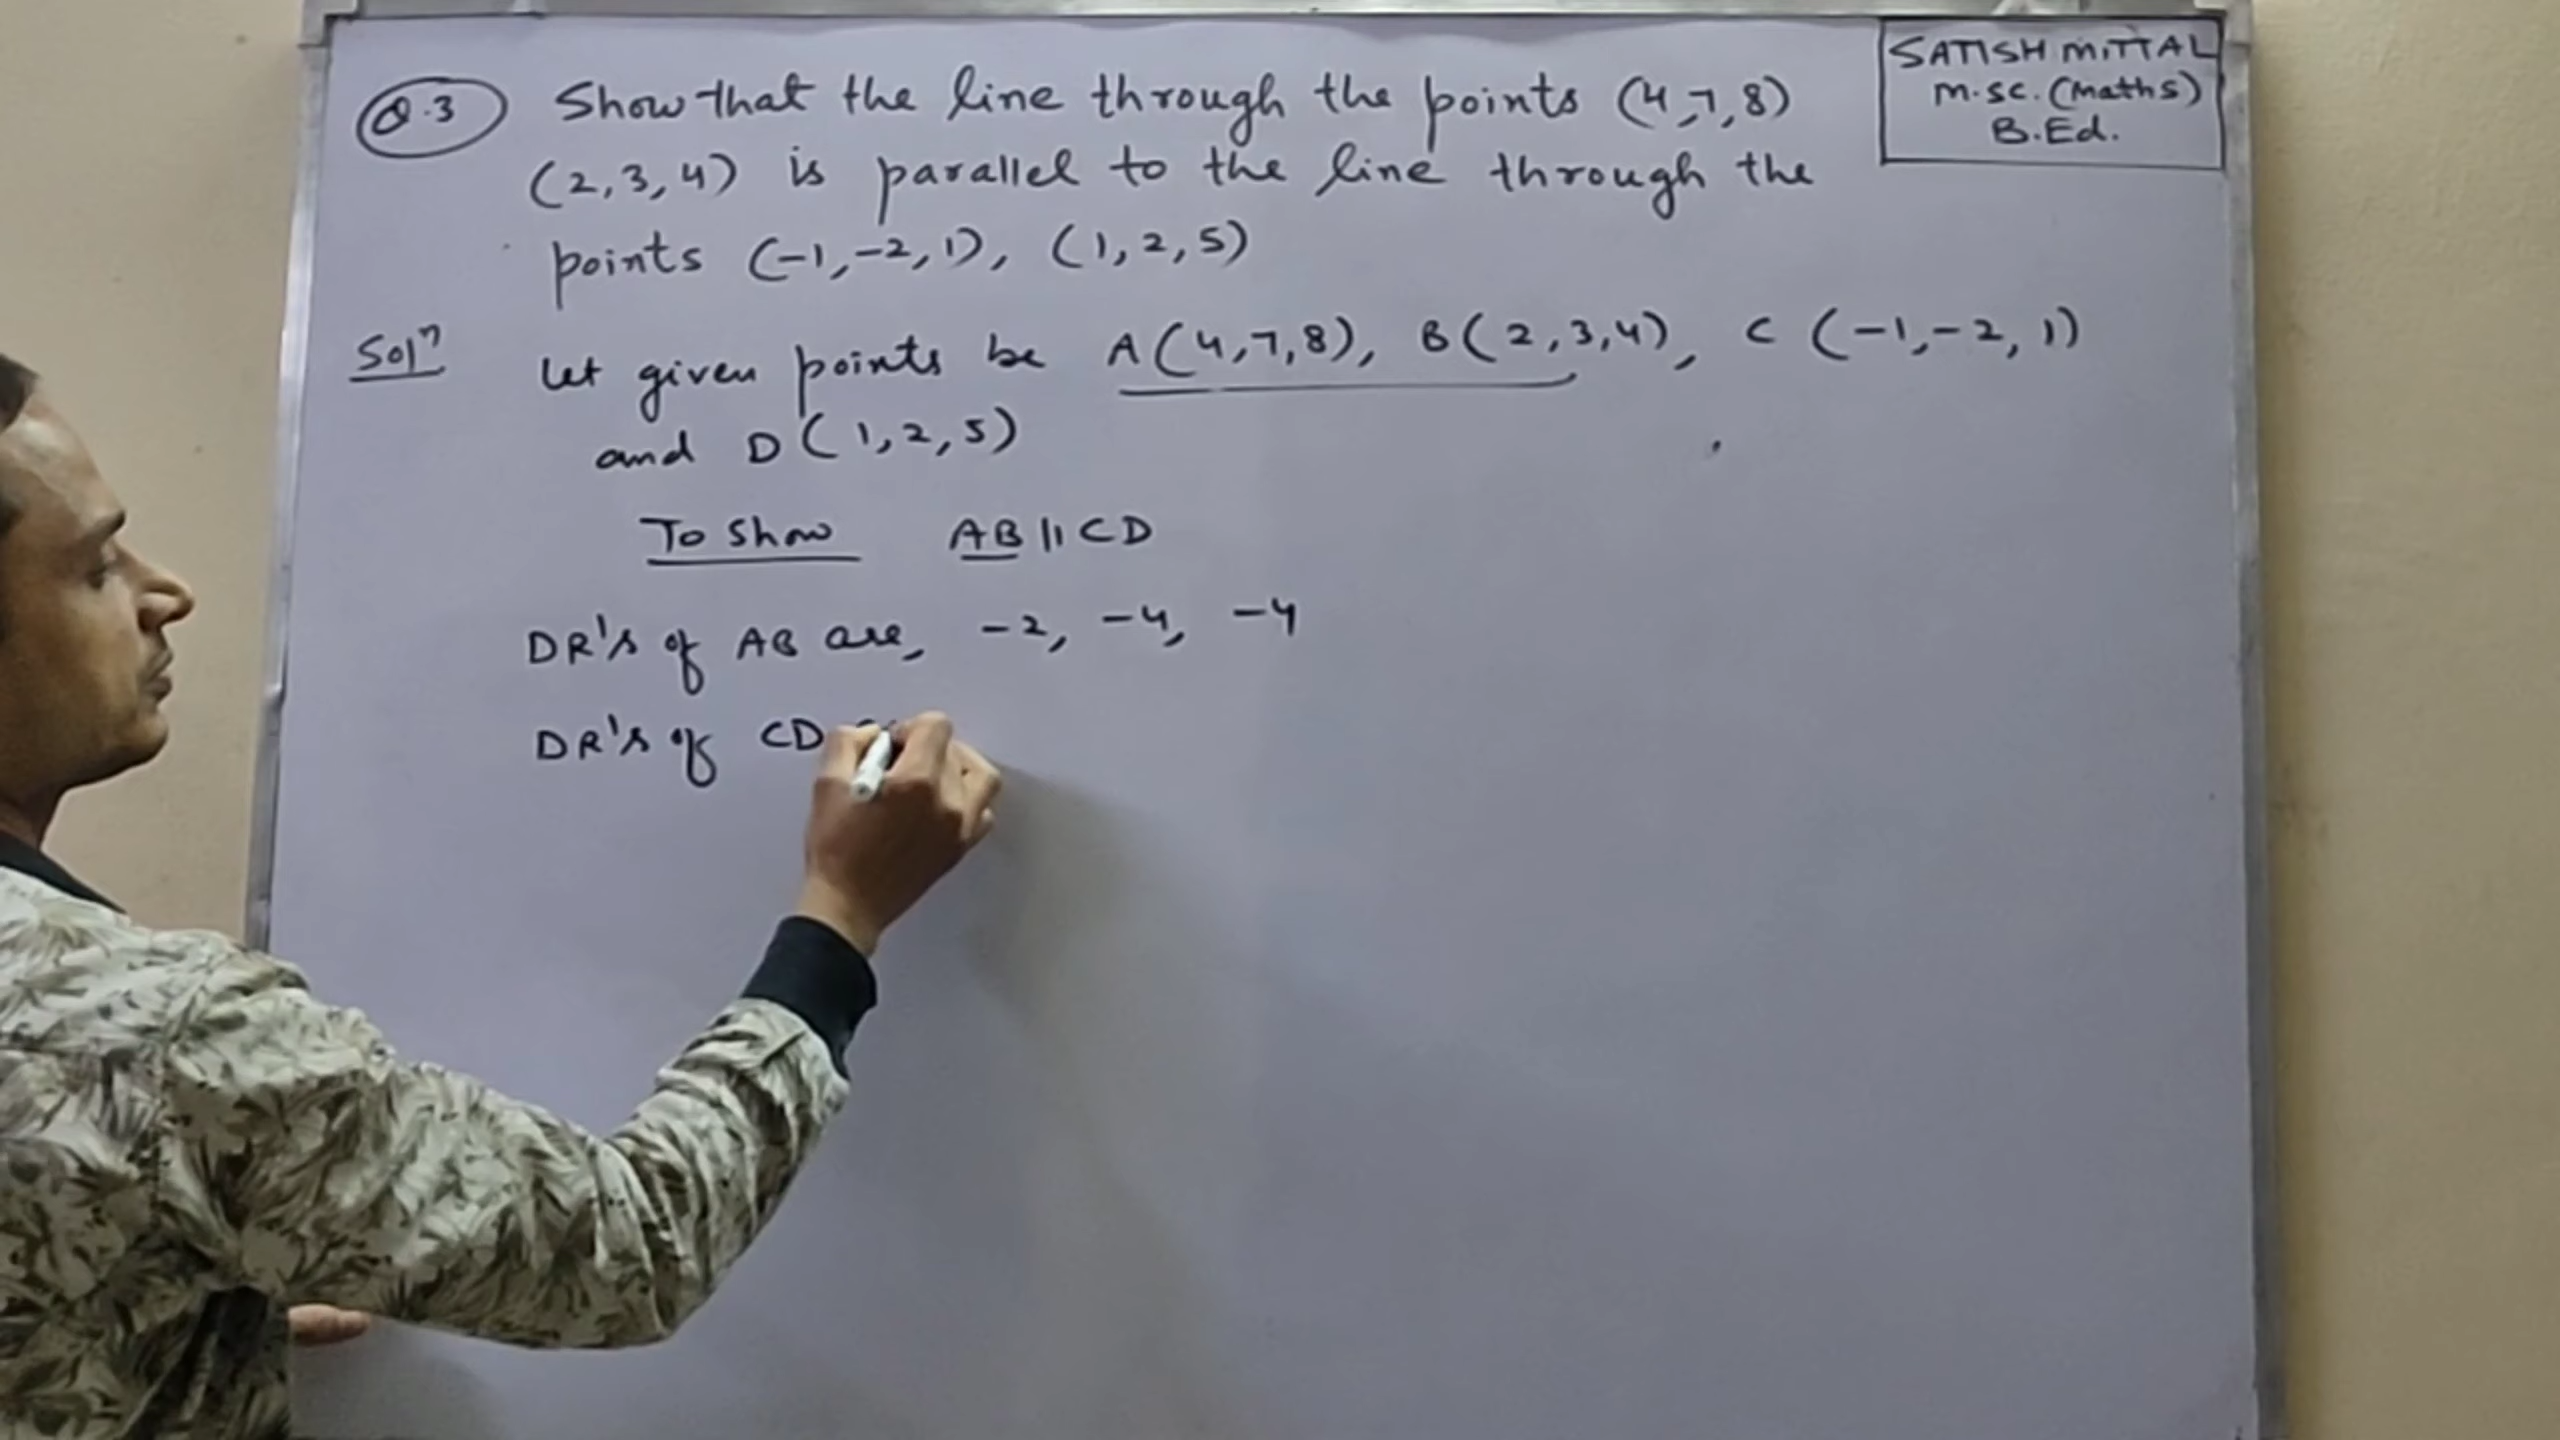 SATISH MITTAL
M.SC. (Maths)
B.Ed.
Q.3 Show that the line through the points (4,7,8)
(2,3,4) is parallel to the line through the
points (-1,-2,1), (1,2,5)
Solⁿ Let given points be A(4,7,8), B(2,3,4), C(-1,-2,1)
and D(1,2,5)
To Show AB || CD
DR's of AB are, -2, -4, -4
DR's of CD